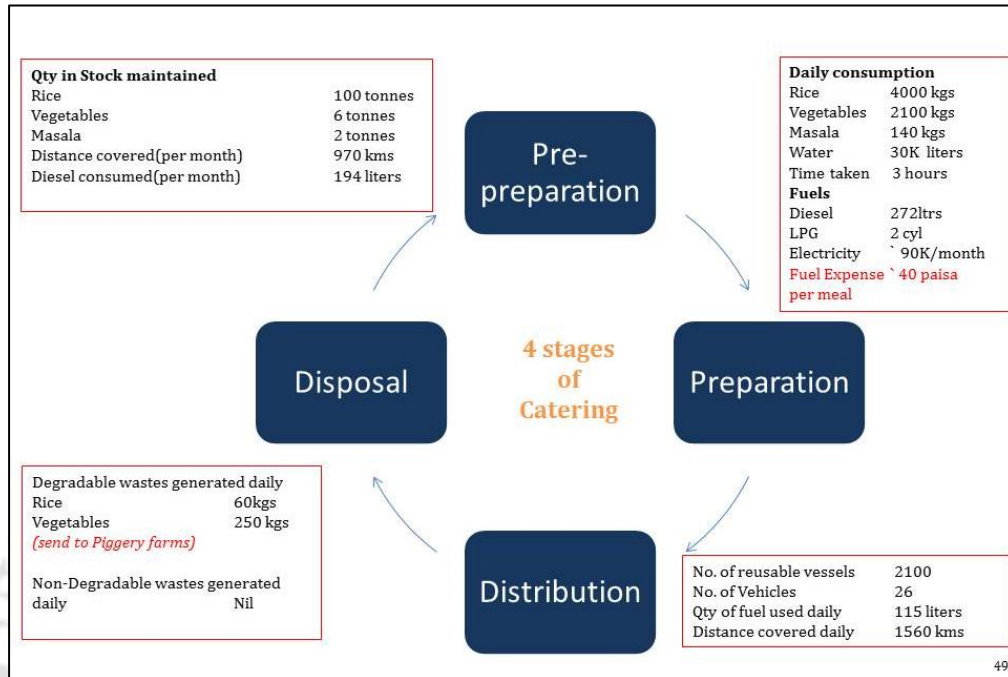 Qty in Stock maintained
Rice 100 tonnes
Vegetables 6 tonnes
Masala 2 tonnes
Distance covered(per month) 970 kms
Diesel consumed(per month) 194 liters
Pre-
preparation
Daily consumption
Rice 4000 kgs
Vegetables 2100 kgs
Masala 140 kgs
Water 30K liters
Time taken 3 hours
Fuels
Diesel 272ltrs
LPG 2 cyl
Electricity ` 90K/month
Fuel Expense ` 40 paisa
per meal
Disposal
4 stages
of
Catering
Preparation
Degradable wastes generated daily
Rice 60kgs
Vegetables 250 kgs
(send to Piggery farms)
Non-Degradable wastes generated
daily Nil
Distribution
No. of reusable vessels 2100
No. of Vehicles 26
Qty of fuel used daily 115 liters
Distance covered daily 1560 kms
49